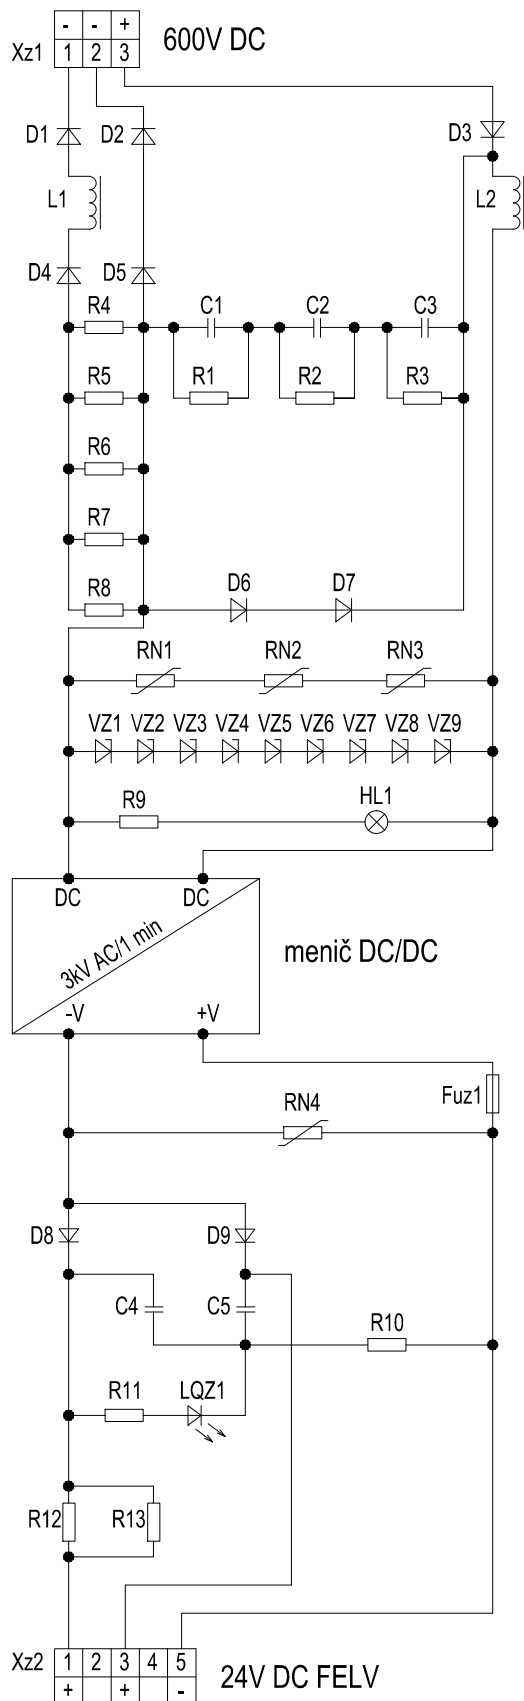 - - +
Xz1 1 2 3 600V DC
D1 D2 D3
L1 L2
D4 D5
R4 C1 C2 C3
R5 R1 R2 R3
R6
R7
R8 D6 D7
RN1 RN2 RN3
VZ1 VZ2 VZ3 VZ4 VZ5 VZ6 VZ7 VZ8 VZ9
R9 HL1
DC DC
3kV AC/1 min
menič DC/DC
-V +V
Fuz1
RN4
D8 D9
C4 C5 R10
R11 LQZ1
R12 R13
Xz2 1 2 3 4 5 24V DC FELV
+ + -